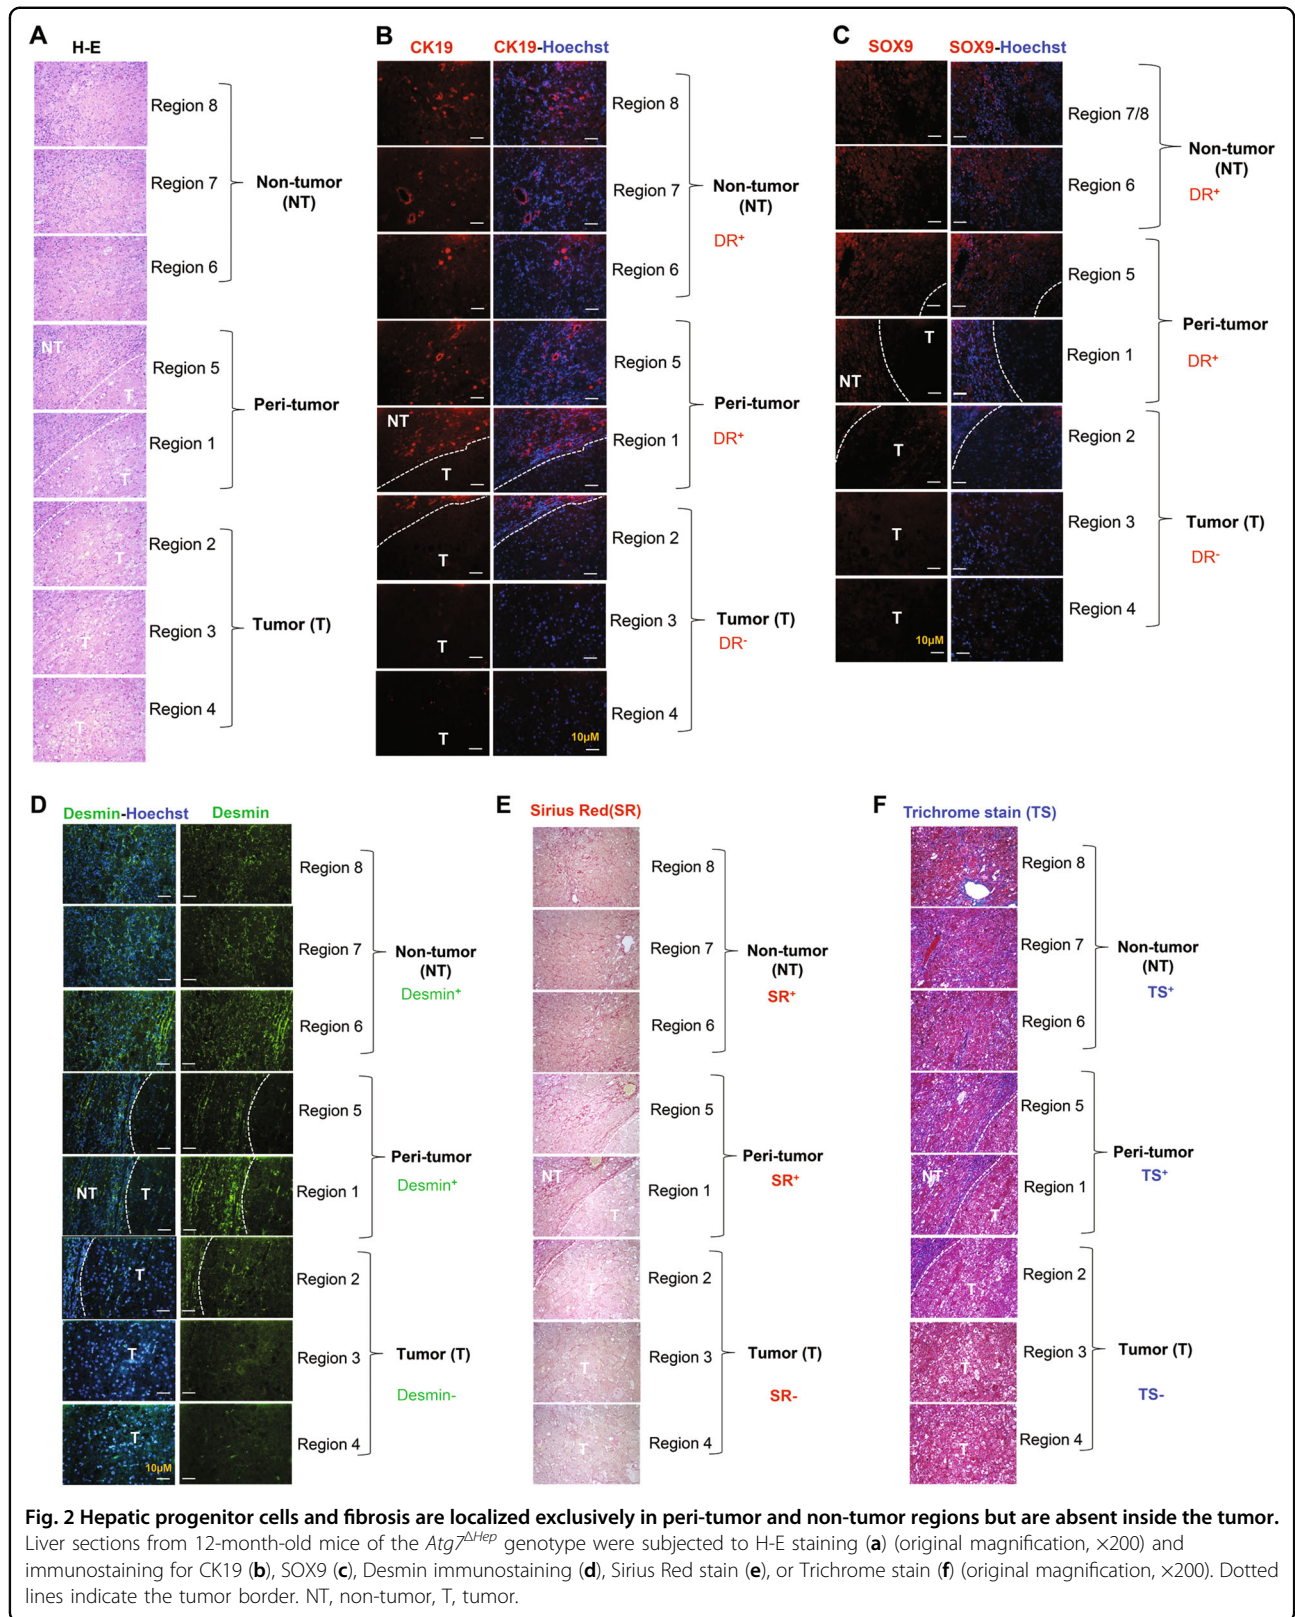 A
H-E
Region 8
Region 7
Non-tumor
(NT)
Region 6
NT
Region 5
T
Peri-tumor
Region 1
T
Region 2
T
Region 3
T
Tumor (T)
Region 4
T
B
CK19
CK19-Hoechst
Region 8
Region 7
Non-tumor
(NT)
DR⁺
Region 6
Region 5
Peri-tumor
NT
Region 1
DR⁺
T
Region 2
T
Region 3
Tumor (T)
T
DR⁻
Region 4
10µM
T
C
SOX9
SOX9-Hoechst
Region 7/8
Non-tumor
(NT)
Region 6
DR⁺
Region 5
Peri-tumor
T
Region 1
DR⁺
NT
Region 2
T
Region 3
Tumor (T)
T
DR⁻
Region 4
T
10µM
D
Desmin-Hoechst
Desmin
Region 8
Region 7
Non-tumor
(NT)
Desmin⁺
Region 6
Region 5
Peri-tumor
Desmin⁺
NT
T
Region 1
T
Region 2
T
Region 3
Tumor (T)
Desmin-
T
Region 4
10µM
E
Sirius Red(SR)
Region 8
Region 7
Non-tumor
(NT)
SR⁺
Region 6
Region 5
Peri-tumor
NT
SR⁺
Region 1
T
Region 2
T
Region 3
Tumor (T)
T
SR-
Region 4
T
F
Trichrome stain (TS)
Region 8
Region 7
Non-tumor
(NT)
TS⁺
Region 6
Region 5
Peri-tumor
NT
TS⁺
Region 1
T
Region 2
T
Region 3
Tumor (T)
T
TS-
Region 4
T
Fig. 2 Hepatic progenitor cells and fibrosis are localized exclusively in peri-tumor and non-tumor regions but are absent inside the tumor.
Liver sections from 12-month-old mice of the Atg7^ΔHep genotype were subjected to H-E staining (a) (original magnification, ×200) and
immunostaining for CK19 (b), SOX9 (c), Desmin immunostaining (d), Sirius Red stain (e), or Trichrome stain (f) (original magnification, ×200). Dotted
lines indicate the tumor border. NT, non-tumor, T, tumor.